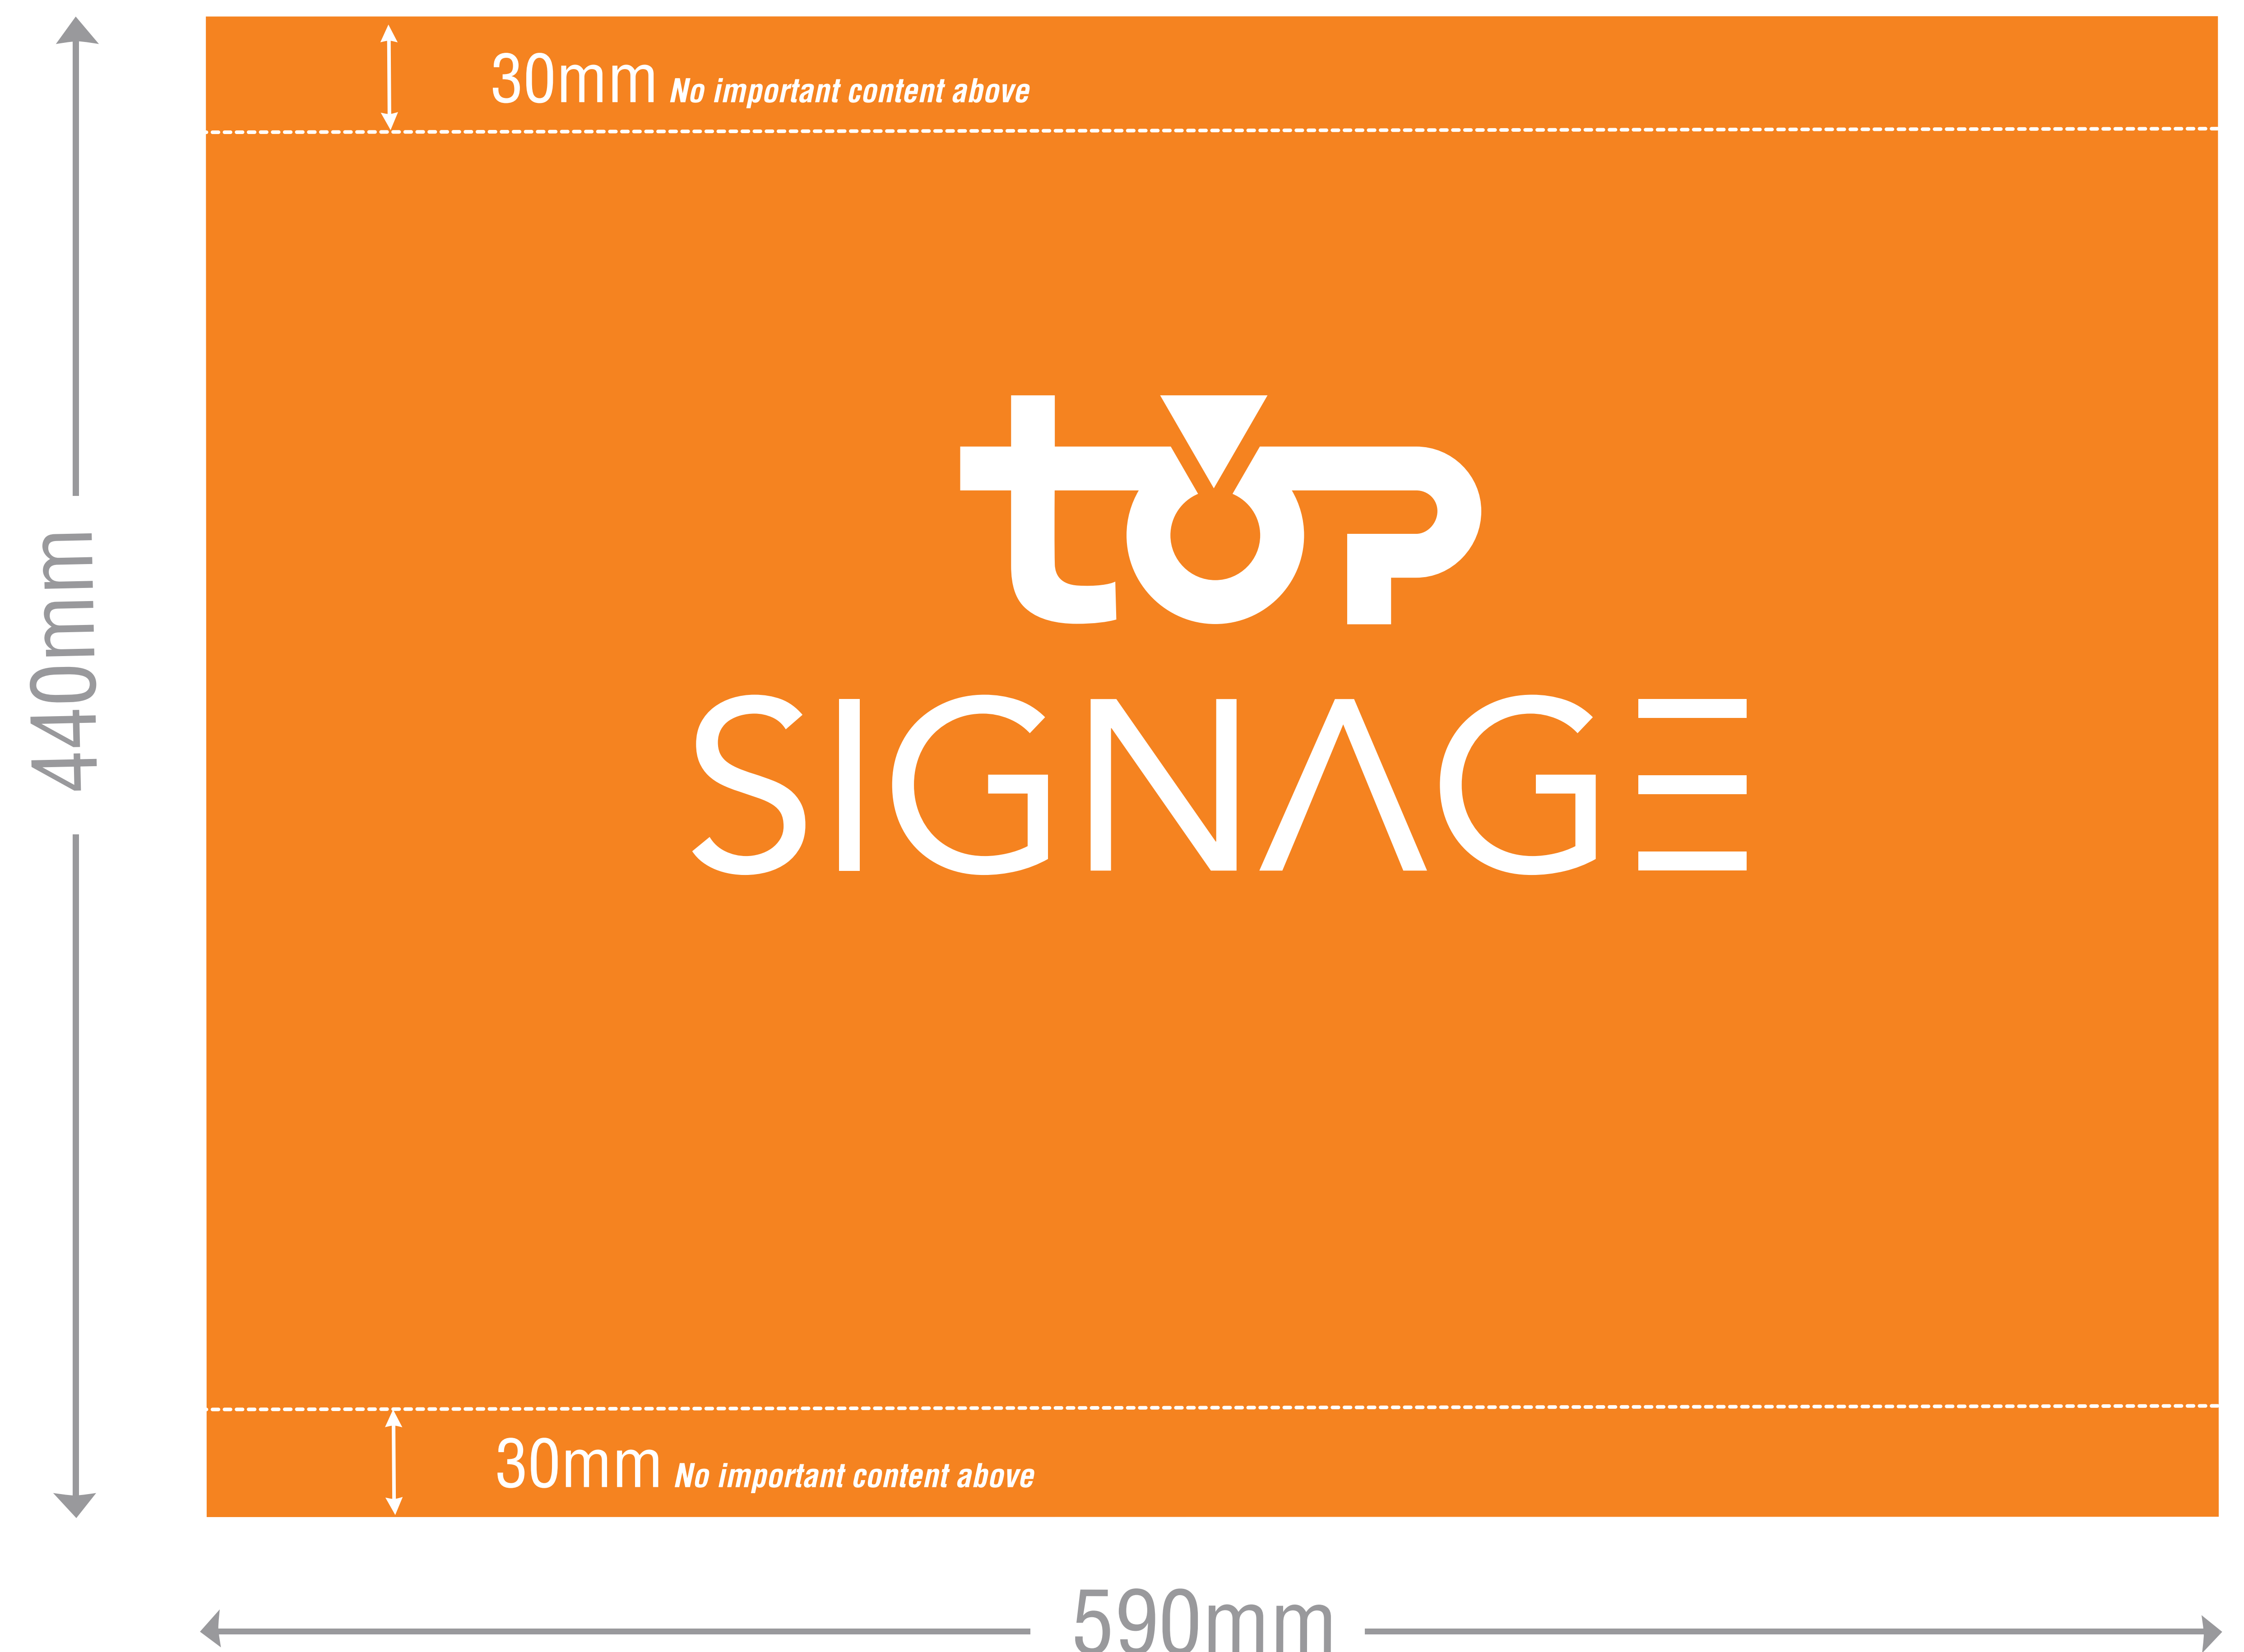 30mm No important content above
top
SIGNAGE
440mm
30mm No important content above
590mm